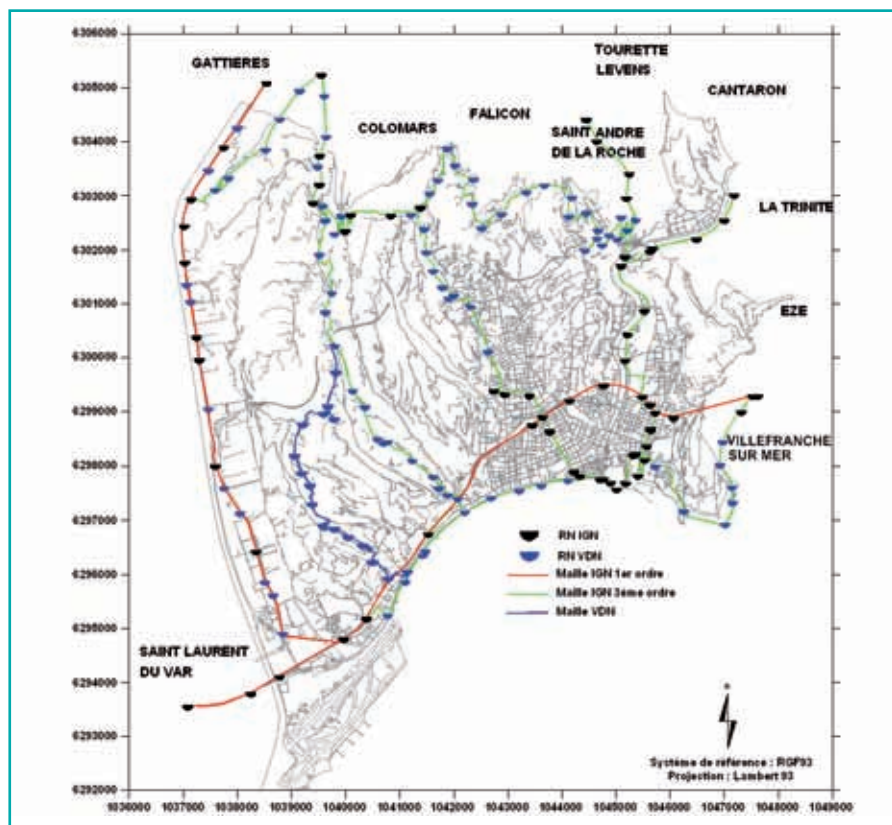 6306000
6305000
6304000
6303000
6302000
6301000
6300000
6299000
6298000
6297000
6296000
6295000
6294000
6293000
6292000
GATTIERES
COLOMARS
FALICON
TOURETTE
LEVENS
CANTARON
SAINT ANDRE
DE LA ROCHE
LA TRINITE
EZE
VILLEFRANCHE
SUR MER
SAINT LAURENT
DU VAR
RN IGN
RN VDN
Maille IGN 1er ordre
Maille IGN 3ème ordre
Maille VDN
Système de référence : RGF93
Projection : Lambert 93
1036000 1037000 1038000 1039000 1040000 1041000 1042000 1043000 1044000 1045000 1046000 1047000 1048000 1049000